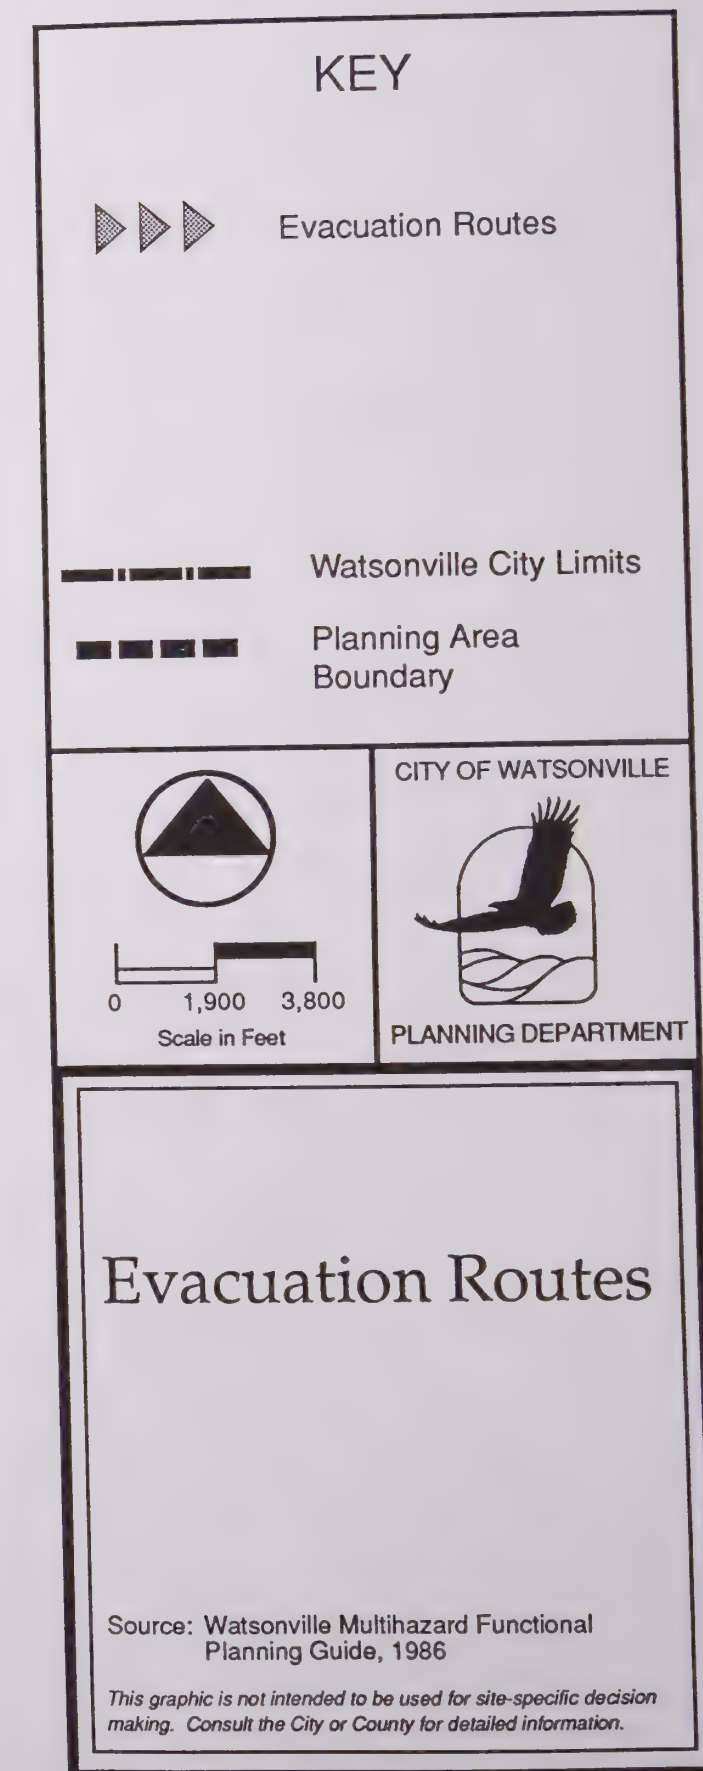 KEY
Evacuation Routes
Watsonville City Limits
Planning Area
Boundary
0 1,900 3,800
Scale in Feet
CITY OF WATSONVILLE
PLANNING DEPARTMENT
Evacuation Routes
Source: Watsonville Multihazard Functional
Planning Guide, 1986
This graphic is not intended to be used for site-specific decision
making. Consult the City or County for detailed information.